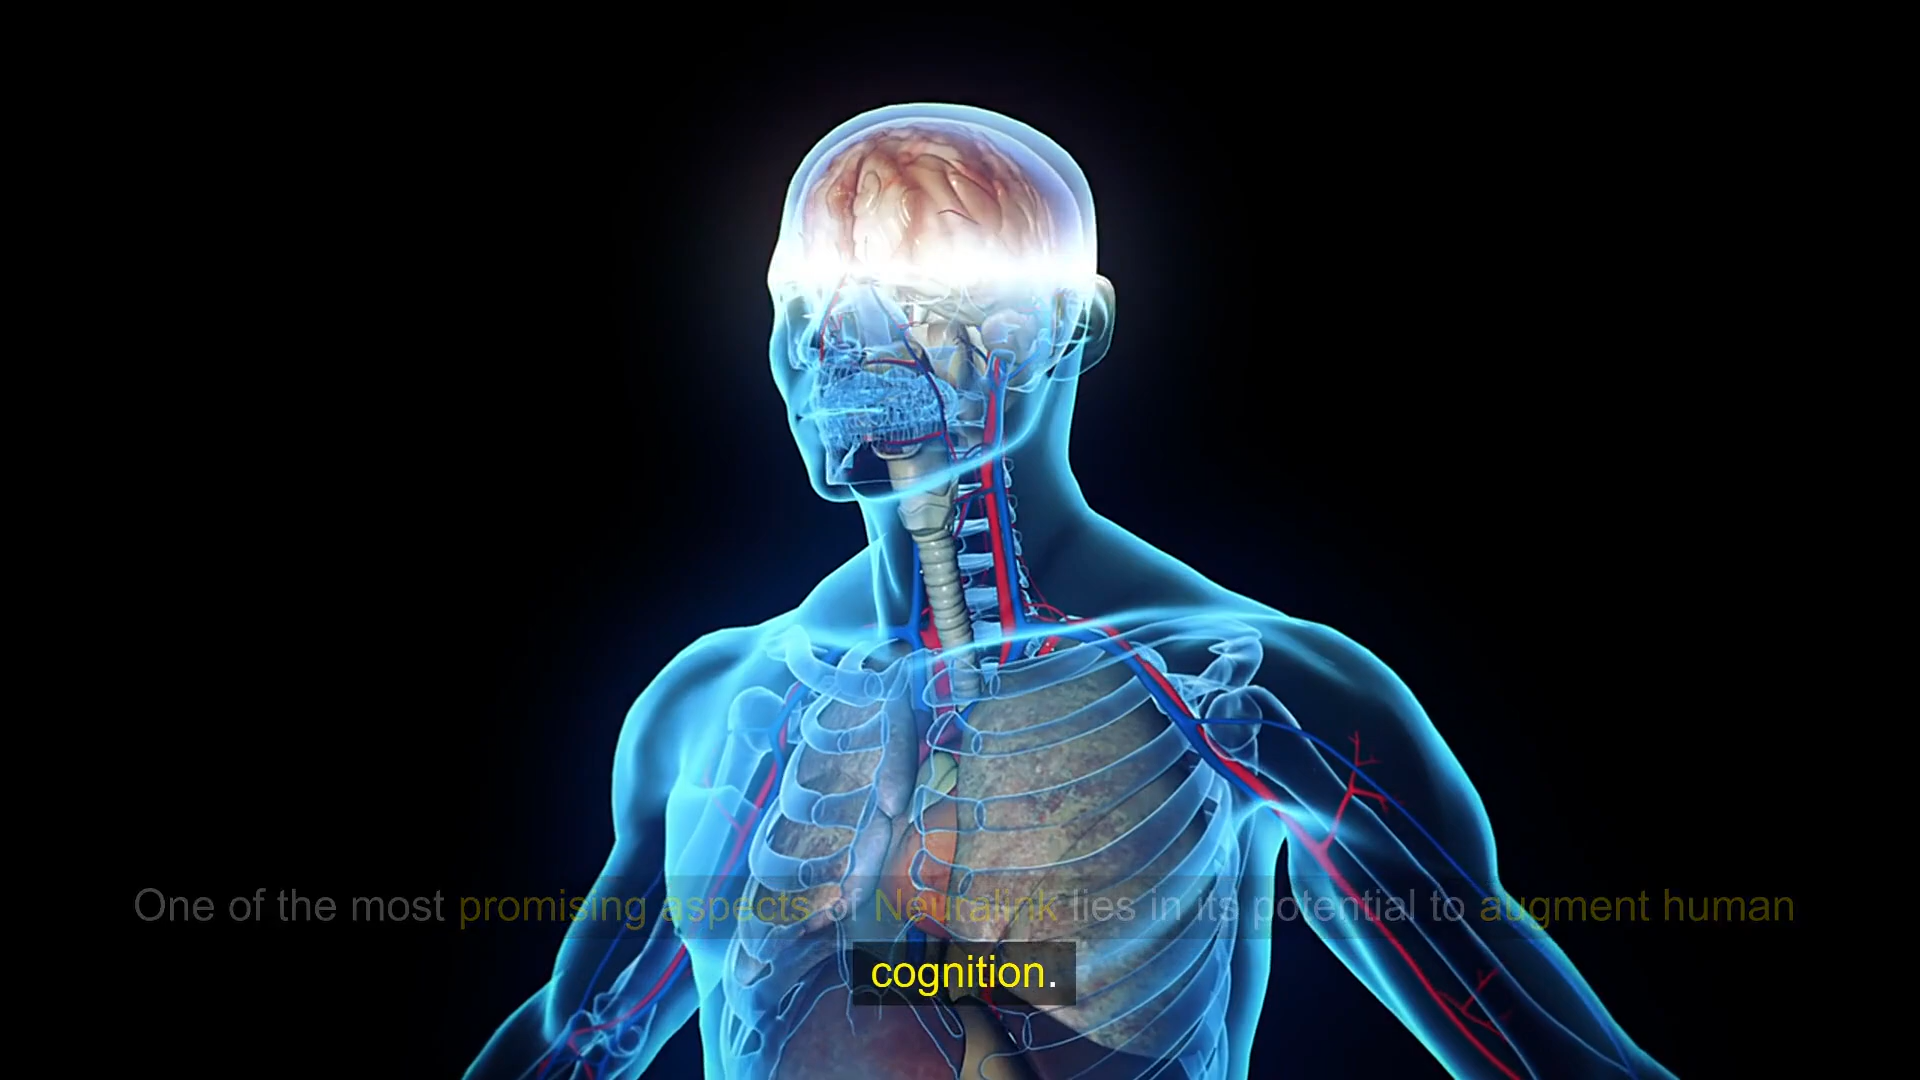 One of the most promising aspects of Neuralink lies in its potential to augment human
cognition.